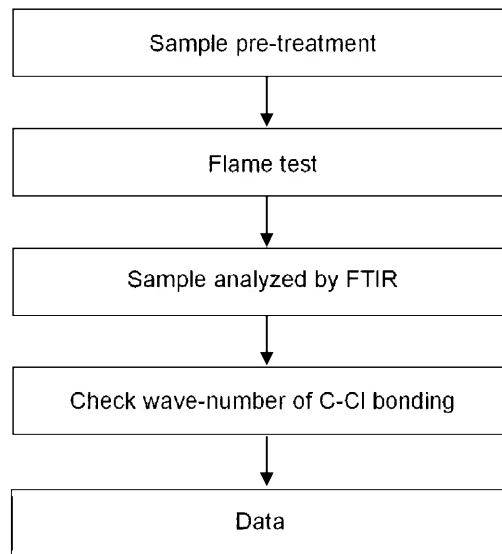 Sample pre-treatment
Flame test
Sample analyzed by FTIR
Check wave-number of C-Cl bonding
Data